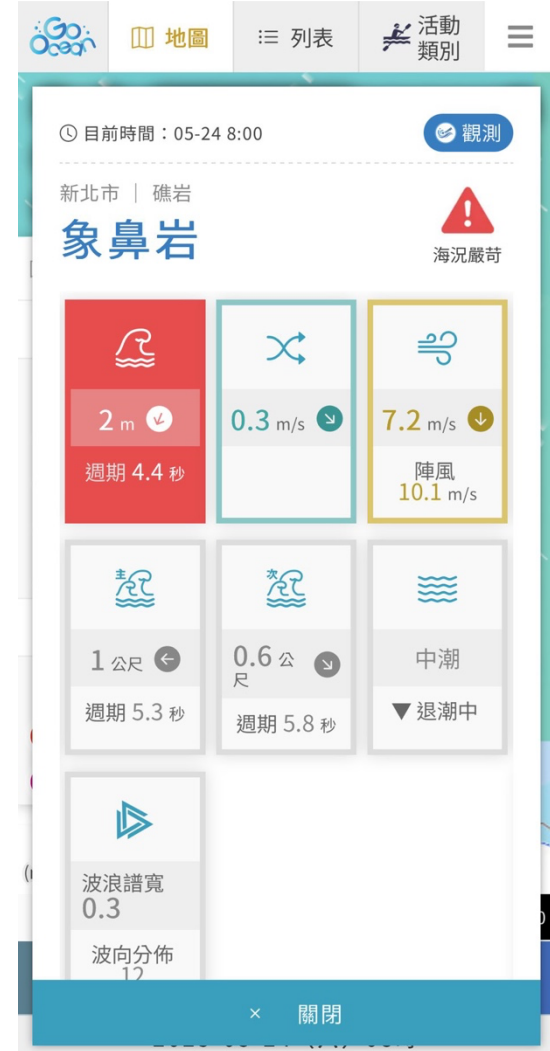 Go Ocean
地圖
列表
活動
類別
目前時間：05-24 8:00
觀測
新北市 ｜ 礁岩
象鼻岩
海況嚴苛
2 m
週期 4.4 秒
0.3 m/s
7.2 m/s
陣風
10.1 m/s
主
1 公尺
週期 5.3 秒
次
0.6 公
尺
週期 5.8 秒
中潮
▼退潮中
波浪譜寬
0.3
波向分佈
12
× 關閉